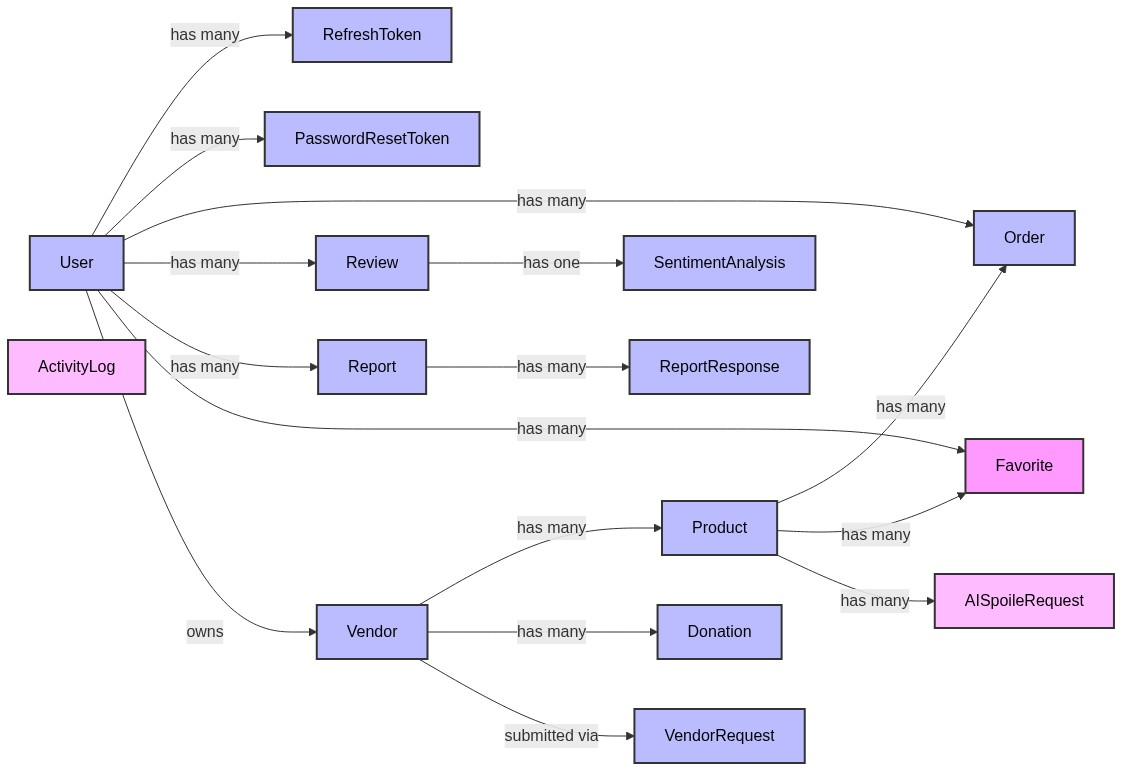 has many
RefreshToken
has many
PasswordResetToken
has many
Order
User
has many
Review
has one
SentimentAnalysis
ActivityLog
has many
Report
has many
ReportResponse
has many
has many
Favorite
has many
Product
has many
has many
AISpoileRequest
owns
Vendor
has many
Donation
submitted via
VendorRequest